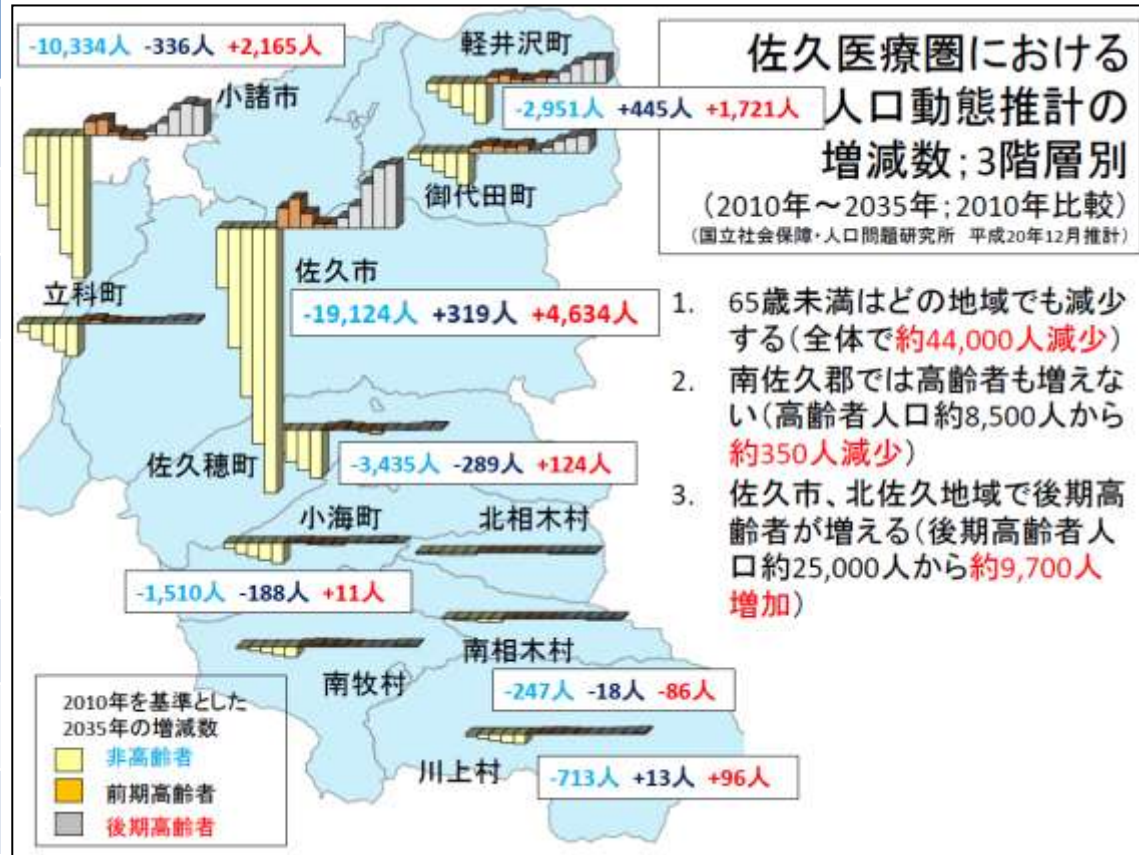 佐久医療圏における
人口動態推計の
増減数；3階層別
（2010年～2035年；2010年比較）
（国立社会保障・人口問題研究所　平成20年12月推計）
-10,334人 -336人 +2,165人
小諸市
軽井沢町
-2,951人 +445人 +1,721人
御代田町
佐久市
-19,124人 +319人 +4,634人
立科町
佐久穂町
-3,435人 -289人 +124人
小海町
北相木村
-1,510人 -188人 +11人
南相木村
南牧村
-247人 -18人 -86人
川上村
-713人 +13人 +96人
2010年を基準とした
2035年の増減数
非高齢者
前期高齢者
後期高齢者
1. 65歳未満はどの地域でも減少
する（全体で約44,000人減少）
2. 南佐久郡では高齢者も増えな
い（高齢者人口約8,500人から
約350人減少）
3. 佐久市、北佐久地域で後期高
齢者が増える（後期高齢者人
口約25,000人から約9,700人
増加）